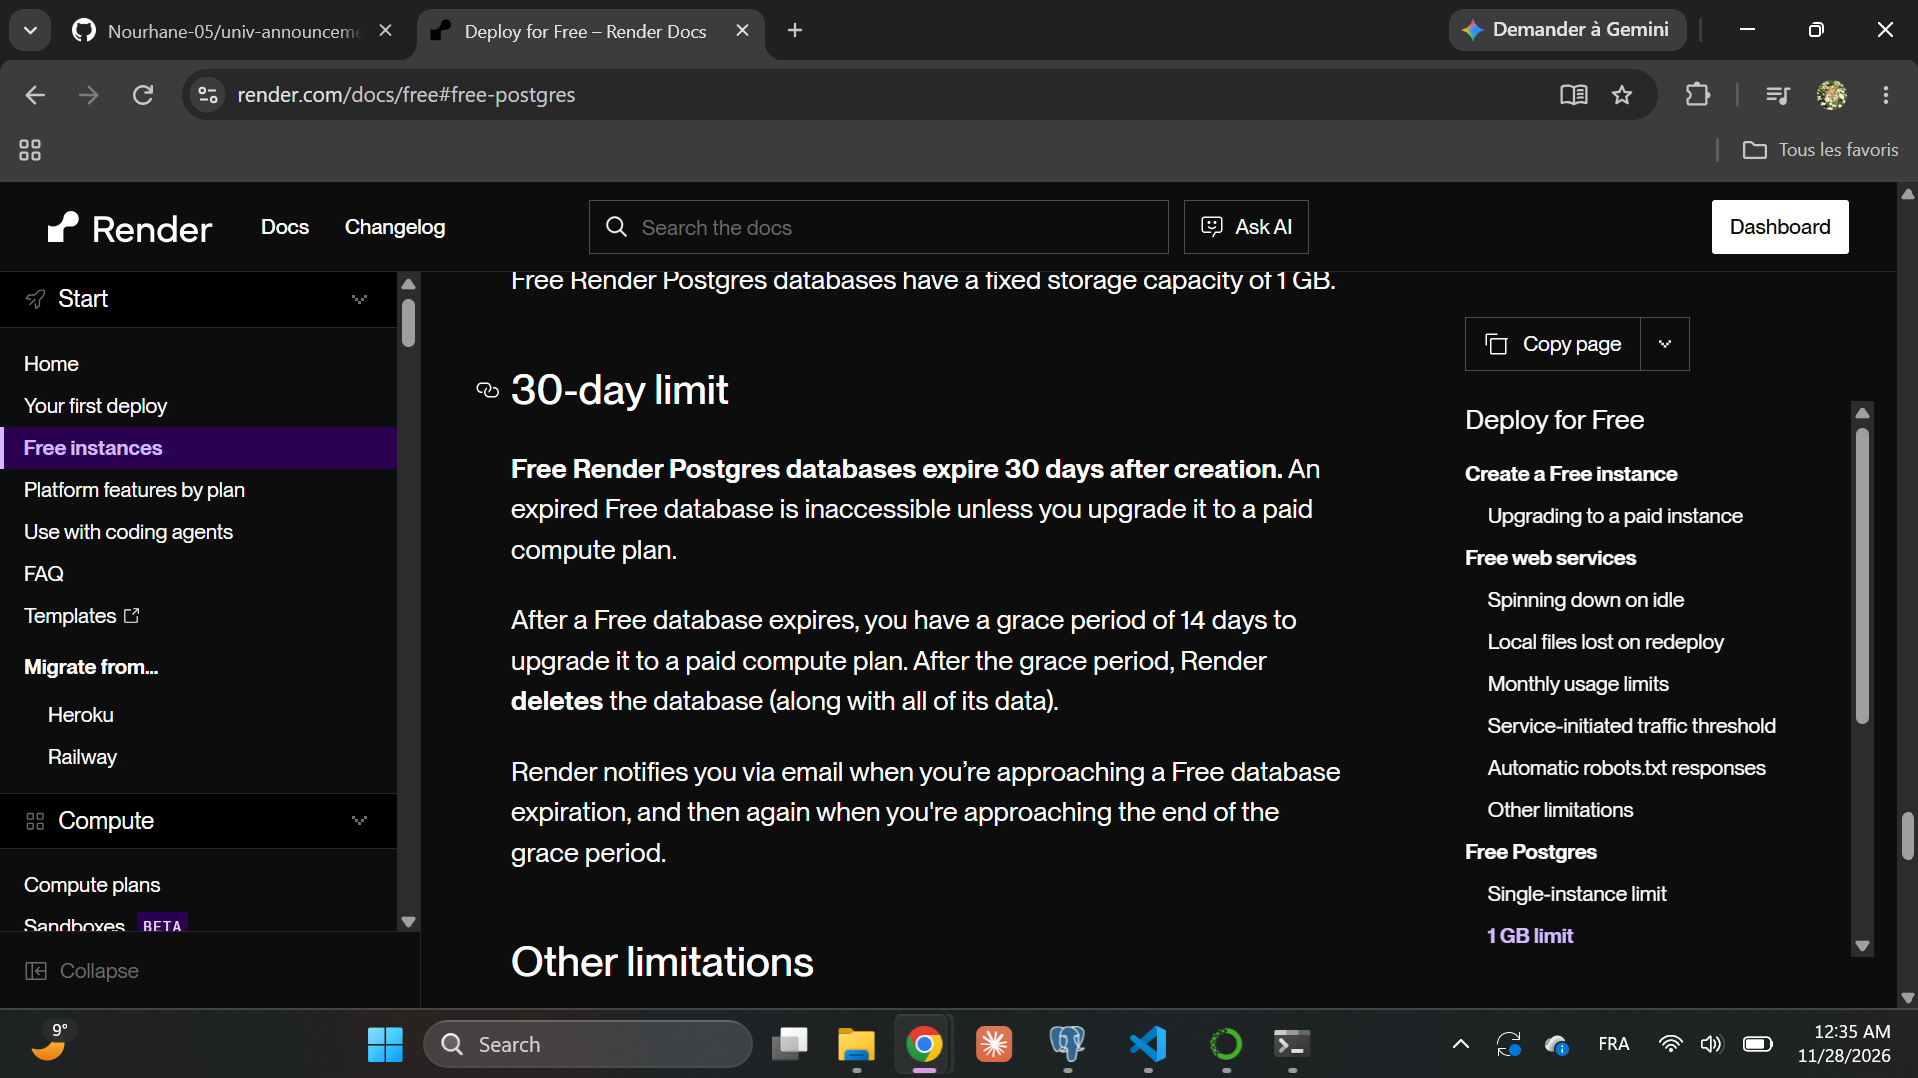 Nourhane-05/univ-announceme
Deploy for Free – Render Docs
Demander à Gemini
render.com/docs/free#free-postgres
Tous les favoris
Render
Docs
Changelog
Search the docs
Ask AI
Dashboard
Start
Home
Your first deploy
Free instances
Platform features by plan
Use with coding agents
FAQ
Templates
Migrate from...
Heroku
Railway
Compute
Compute plans
Sandboxes BETA
Collapse
Free Render Postgres databases have a fixed storage capacity of 1 GB.
30-day limit
Free Render Postgres databases expire 30 days after creation. An
expired Free database is inaccessible unless you upgrade it to a paid
compute plan.
After a Free database expires, you have a grace period of 14 days to
upgrade it to a paid compute plan. After the grace period, Render
deletes the database (along with all of its data).
Render notifies you via email when you’re approaching a Free database
expiration, and then again when you're approaching the end of the
grace period.
Other limitations
Copy page
Deploy for Free
Create a Free instance
Upgrading to a paid instance
Free web services
Spinning down on idle
Local files lost on redeploy
Monthly usage limits
Service-initiated traffic threshold
Automatic robots.txt responses
Other limitations
Free Postgres
Single-instance limit
1 GB limit
9°
Search
FRA
12:35 AM
11/28/2026